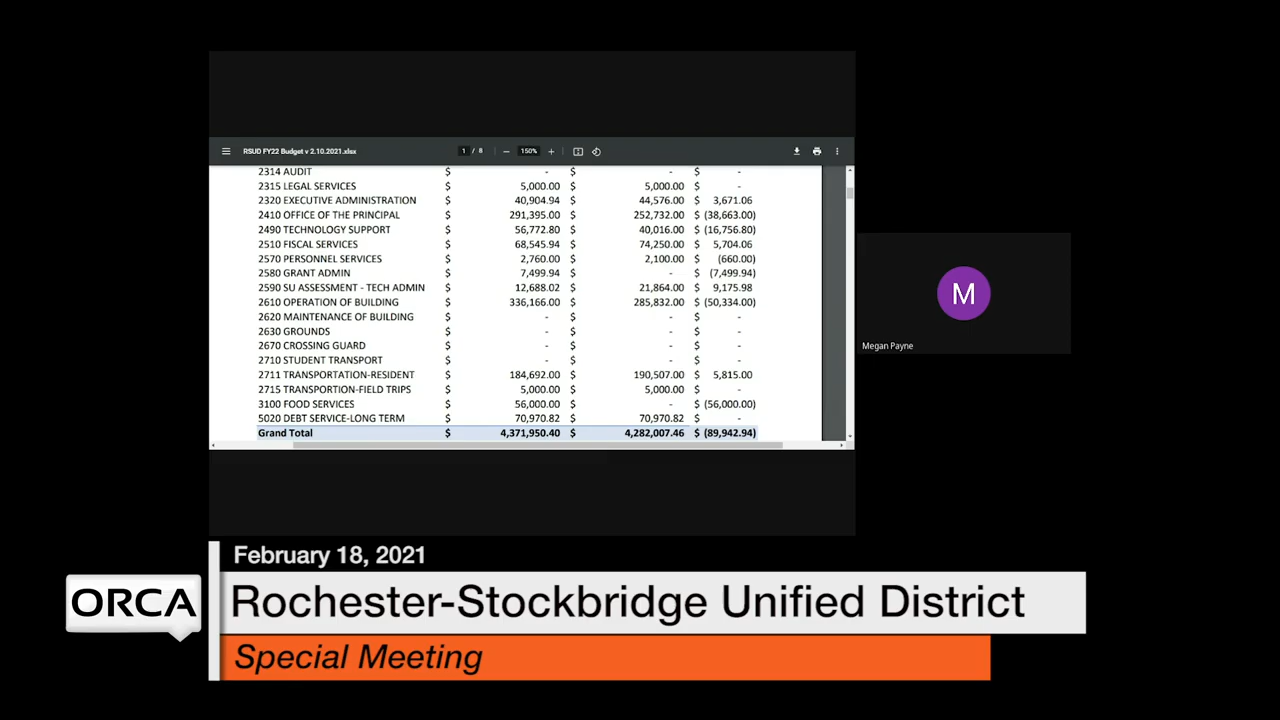 RSUD FY22 Budget v 2.10.2021.xlsx 1 / 8 150%
2314 AUDIT $ - $ - $ -
2315 LEGAL SERVICES $ 5,000.00 $ 5,000.00 $ -
2320 EXECUTIVE ADMINISTRATION $ 40,904.94 $ 44,576.00 $ 3,671.06
2410 OFFICE OF THE PRINCIPAL $ 291,395.00 $ 252,732.00 $ (38,663.00)
2490 TECHNOLOGY SUPPORT $ 56,772.80 $ 40,016.00 $ (16,756.80)
2510 FISCAL SERVICES $ 68,545.94 $ 74,250.00 $ 5,704.06
2570 PERSONNEL SERVICES $ 2,760.00 $ 2,100.00 $ (660.00)
2580 GRANT ADMIN $ 7,499.94 $ - $ (7,499.94)
2590 SU ASSESSMENT - TECH ADMIN $ 12,688.02 $ 21,864.00 $ 9,175.98
2610 OPERATION OF BUILDING $ 336,166.00 $ 285,832.00 $ (50,334.00)
2620 MAINTENANCE OF BUILDING $ - $ - $ -
2630 GROUNDS $ - $ - $ -
2670 CROSSING GUARD $ - $ - $ -
2710 STUDENT TRANSPORT $ - $ - $ -
2711 TRANSPORTATION-RESIDENT $ 184,692.00 $ 190,507.00 $ 5,815.00
2715 TRANSPORTION-FIELD TRIPS $ 5,000.00 $ 5,000.00 $ -
3100 FOOD SERVICES $ 56,000.00 $ - $ (56,000.00)
5020 DEBT SERVICE-LONG TERM $ 70,970.82 $ 70,970.82 $ -
Grand Total $ 4,371,950.40 $ 4,282,007.46 $ (89,942.94)
M
Megan Payne
February 18, 2021
ORCA
Rochester-Stockbridge Unified District
Special Meeting